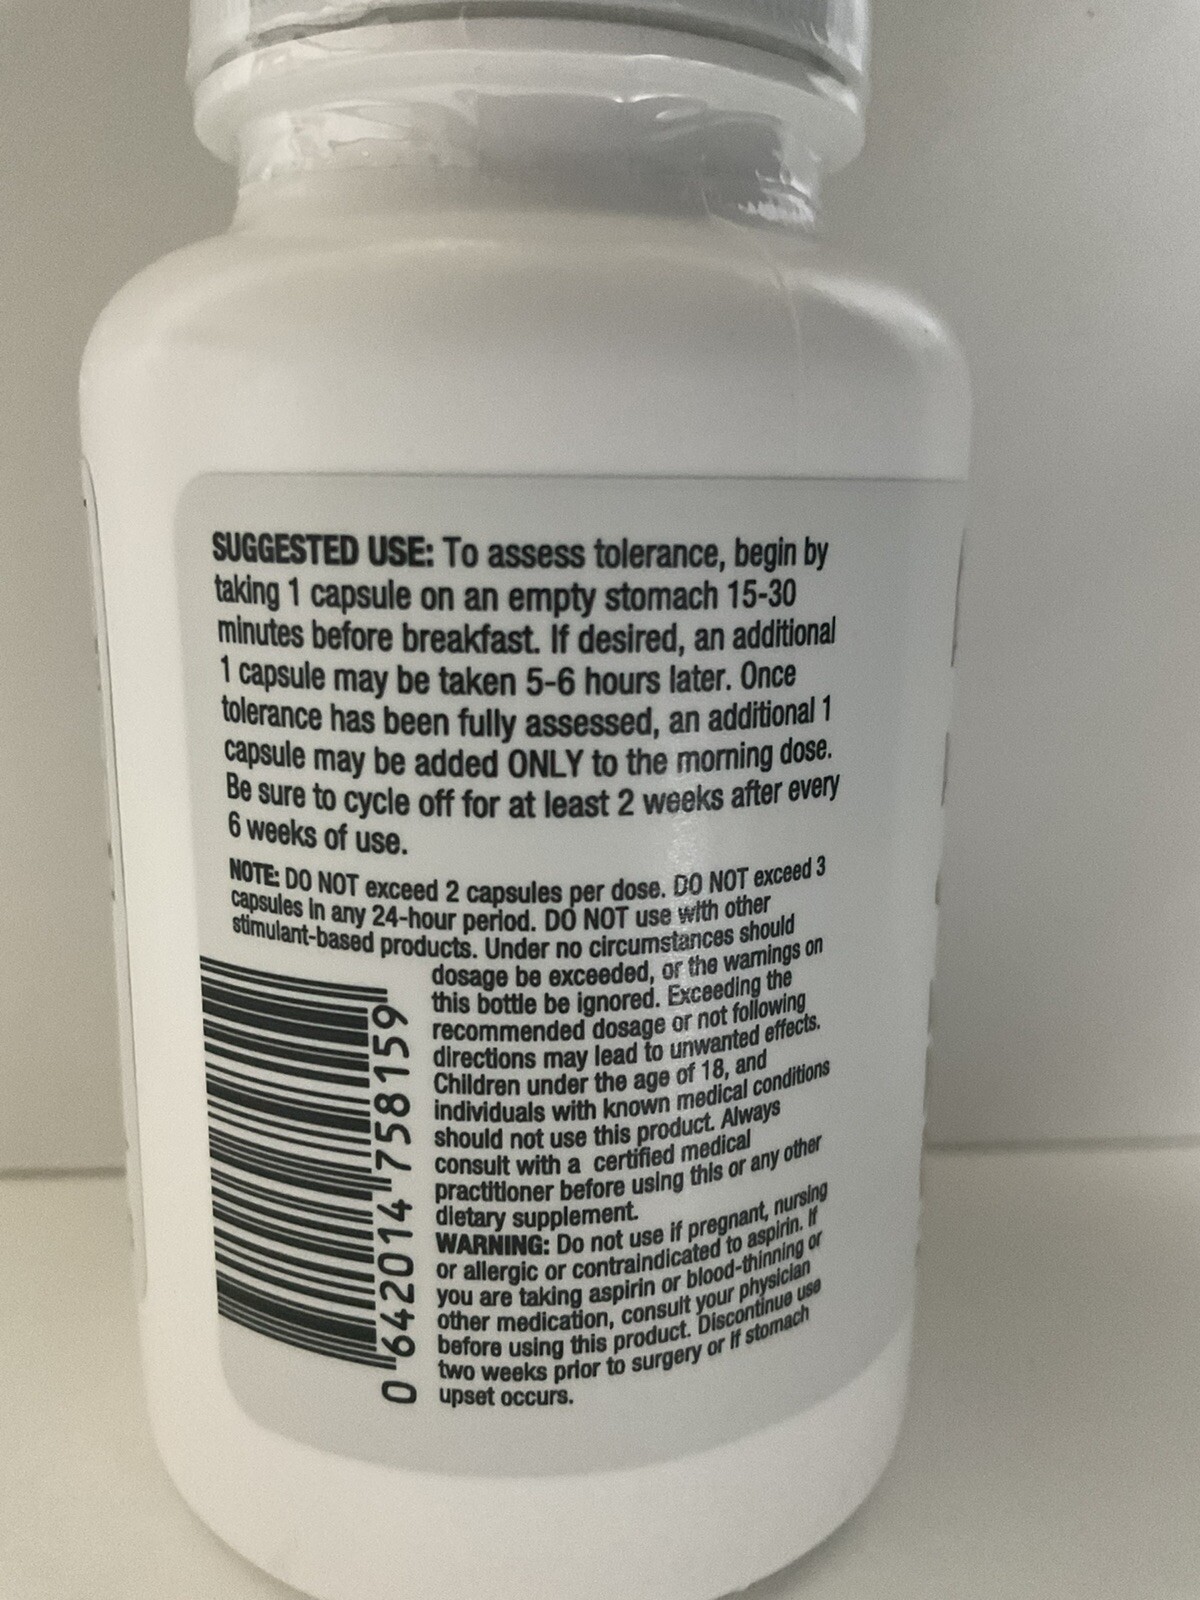 SUGGESTED USE: To assess tolerance, begin by
taking 1 capsule on an empty stomach 15-30
minutes before breakfast. If desired, an additional
1 capsule may be taken 5-6 hours later. Once
tolerance has been fully assessed, an additional 1
capsule may be added ONLY to the morning dose.
Be sure to cycle off for at least 2 weeks after every
6 weeks of use.
NOTE: DO NOT exceed 2 capsules per dose. DO NOT exceed 3
capsules in any 24-hour period. DO NOT use with other
stimulant-based products. Under no circumstances should
dosage be exceeded, or the warnings on
this bottle be ignored. Exceeding the
recommended dosage or not following
directions may lead to unwanted effects.
Children under the age of 18, and
individuals with known medical conditions
should not use this product. Always
consult with a certified medical
practitioner before using this or any other
dietary supplement.
WARNING: Do not use if pregnant, nursing
or allergic or contraindicated to aspirin. If
you are taking aspirin or blood-thinning or
other medication, consult your physician
before using this product. Discontinue use
two weeks prior to surgery or if stomach
upset occurs.
0 642014 758159